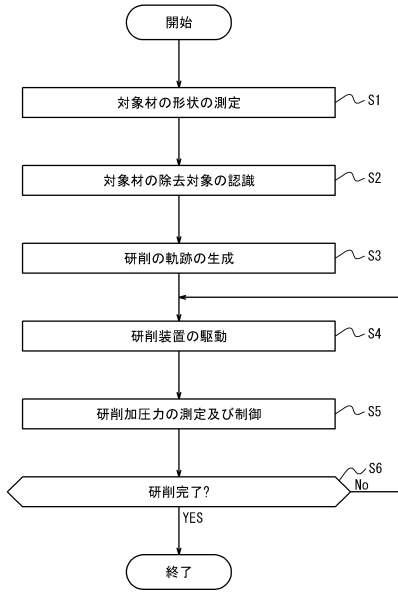 開始
対象材の形状の測定
S1
対象材の除去対象の認識
S2
研削の軌跡の生成
S3
研削装置の駆動
S4
研削加圧力の測定及び制御
S5
研削完了?
S6
No
YES
終了